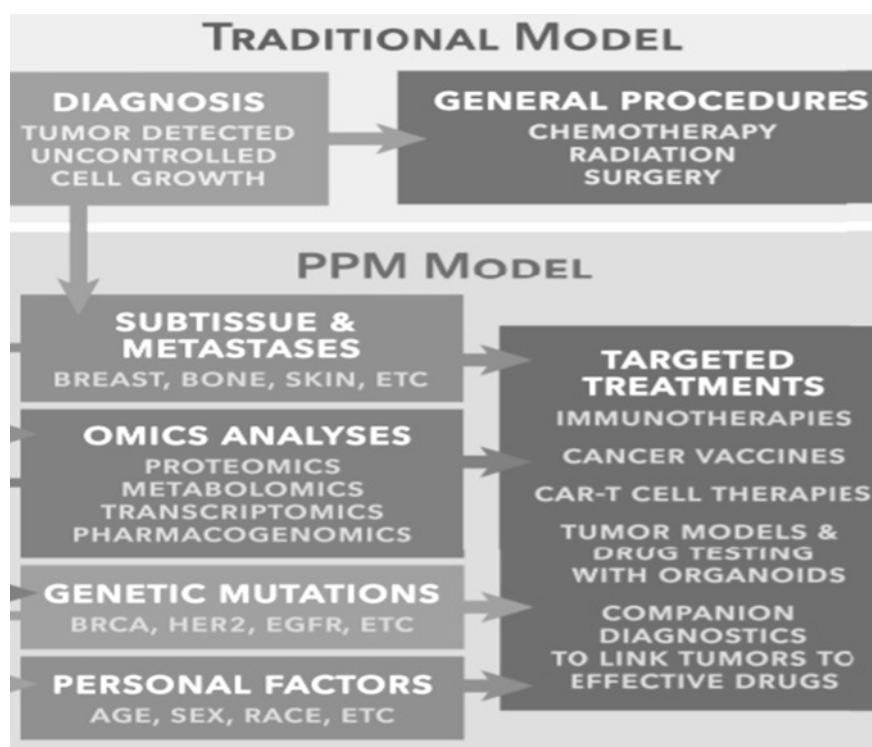 TRADITIONAL MODEL
DIAGNOSIS
TUMOR DETECTED
UNCONTROLLED
CELL GROWTH
GENERAL PROCEDURES
CHEMOTHERAPY
RADIATION
SURGERY
PPM MODEL
SUBTISSUE &
METASTASES
BREAST, BONE, SKIN, ETC
OMICS ANALYSES
PROTEOMICS
METABOLOMICS
TRANSCRIPTOMICS
PHARMACOGENOMICS
GENETIC MUTATIONS
BRCA, HER2, EGFR, ETC
PERSONAL FACTORS
AGE, SEX, RACE, ETC
TARGETED
TREATMENTS
IMMUNOTHERAPIES
CANCER VACCINES
CAR-T CELL THERAPIES
TUMOR MODELS &
DRUG TESTING
WITH ORGANOIDS
COMPANION
DIAGNOSTICS
TO LINK TUMORS TO
EFFECTIVE DRUGS